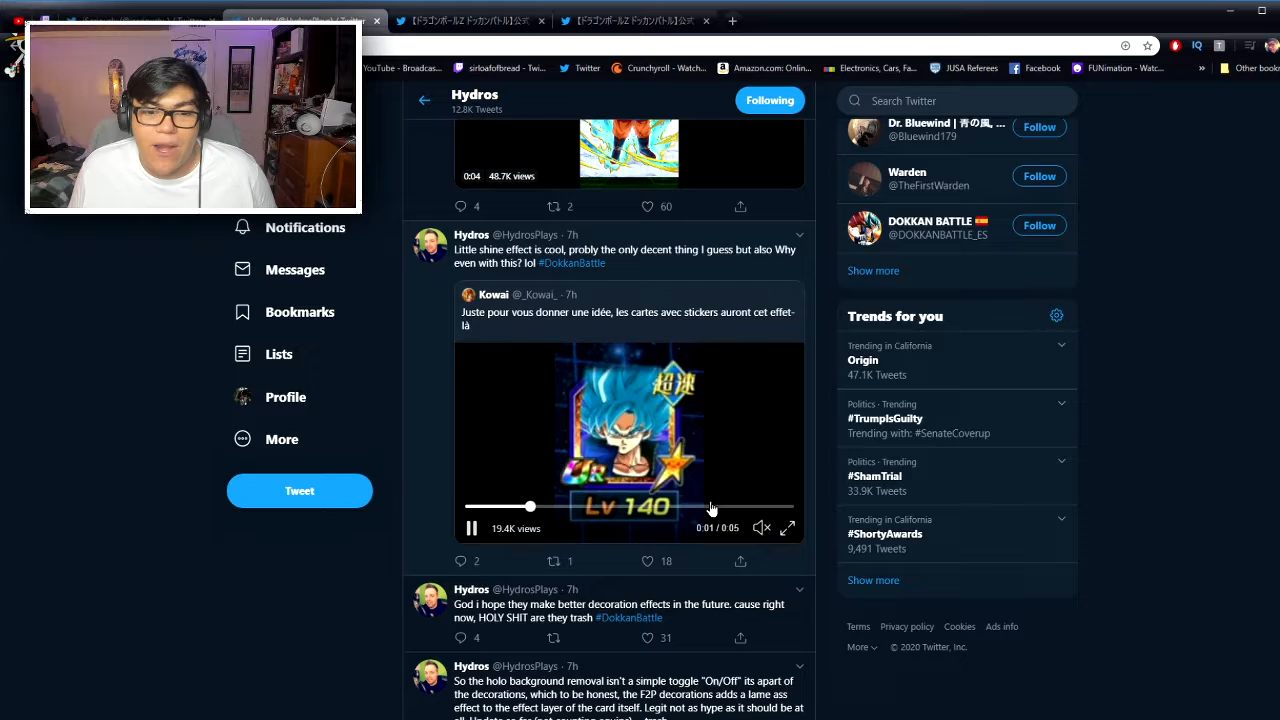 Hydros (@HydrosPlays) / Twitter
【ドラゴンボールZ ドッカンバトル】公式
【ドラゴンボールZ ドッカンバトル】公式
IQ
T
YouTube - Broadcas...
sirloafofbread - Twi...
Twitter
Crunchyroll - Watch...
Amazon.com: Onlin...
Electronics, Cars, Fa...
JUSA Referees
Facebook
FUNimation - Watc...
»
Other book
Notifications
Messages
Bookmarks
Lists
Profile
More
Tweet
Hydros
12.8K Tweets
Following
0:04 48.7K views
4 2 60
Hydros @HydrosPlays · 7h
Little shine effect is cool, probly the only decent thing I guess but also Why
even with this? lol #DokkanBattle
Kowai @_Kowai_ · 7h
Juste pour vous donner une idée, les cartes avec stickers auront cet effet-
là
超速
UR
Lv 140
19.4K views
0:01 / 0:05
2 1 18
Hydros @HydrosPlays · 7h
God i hope they make better decoration effects in the future. cause right
now, HOLY SHIT are they trash #DokkanBattle
4 31
Hydros @HydrosPlays · 7h
So the holo background removal isn't a simple toggle "On/Off" its apart of
the decorations, which to be honest, the F2P decorations adds a lame ass
effect to the effect layer of the card itself. Legit not as hype as it should be at
Search Twitter
Dr. Bluewind | 青の風, ...
@Bluewind179
Follow
Warden
@TheFirstWarden
Follow
DOKKAN BATTLE 🇪🇸
@DOKKANBATTLE_ES
Follow
Show more
Trends for you
Trending in California
Origin
47.1K Tweets
Politics · Trending
#TrumpIsGuilty
Trending with: #SenateCoverup
Politics · Trending
#ShamTrial
33.9K Tweets
Trending in California
#ShortyAwards
9,491 Tweets
Show more
Terms Privacy policy Cookies Ads info
More © 2020 Twitter, Inc.